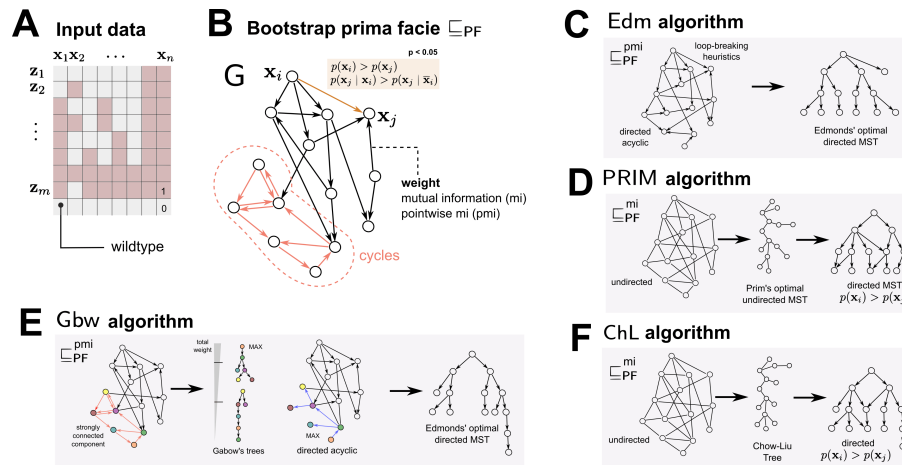 A Input data
x1 x2 ... xn
z1
z2
⋮
zm
1
0
wildtype
B Bootstrap prima facie ⊑PF
p < 0.05
p(xi) > p(xj)
p(xj | xi) > p(xj | x̄i)
G
xi
xj
weight
mutual information (mi)
pointwise mi (pmi)
cycles
C Edm algorithm
⊑PF pmi
loop-breaking
heuristics
directed
acyclic
Edmonds' optimal
directed MST
D PRIM algorithm
⊑PF mi
undirected
Prim's optimal
undirected MST
directed MST
p(xi) > p(xj
E Gbw algorithm
⊑PF pmi
total
weight
MAX
strongly
connected
component
Gabow's trees
MAX
directed acyclic
Edmonds' optimal
directed MST
F ChL algorithm
⊑PF mi
undirected
Chow-Liu
Tree
directed
p(xi) > p(xj)